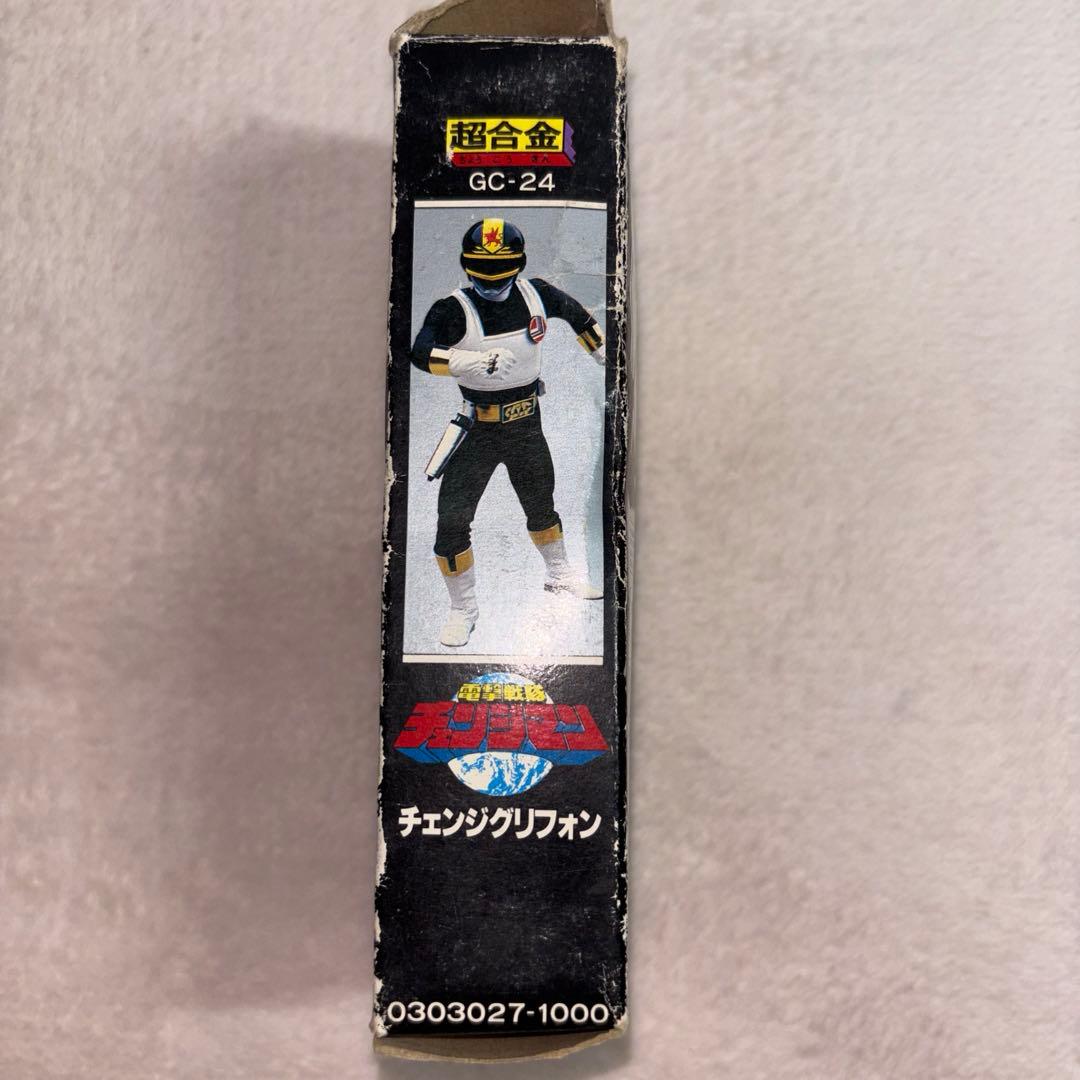 超合金
ちょうごうきん
GC-24
電撃戦隊
チェンジマン
チェンジグリフォン
0303027-1000